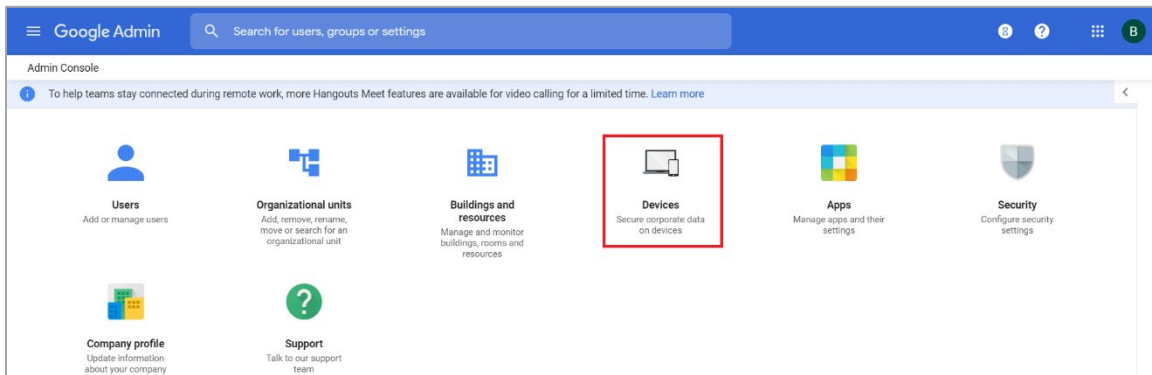 Google Admin
Search for users, groups or settings
8
?
B
Admin Console
To help teams stay connected during remote work, more Hangouts Meet features are available for video calling for a limited time. Learn more
Users
Add or manage users
Organizational units
Add, remove, rename,
move or search for an
organizational unit
Buildings and
resources
Manage and monitor
buildings, rooms and
resources
Devices
Secure corporate data
on devices
Apps
Manage apps and their
settings
Security
Configure security
settings
Company profile
Update information
about your company
Support
Talk to our support
team